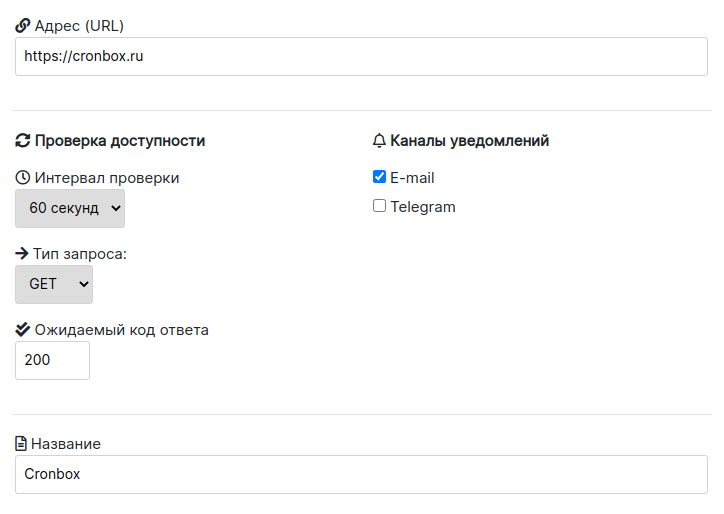 Адрес (URL)
https://cronbox.ru
Проверка доступности
Интервал проверки
60 секунд
Тип запроса:
GET
Ожидаемый код ответа
200
Каналы уведомлений
E-mail
Telegram
Название
Cronbox